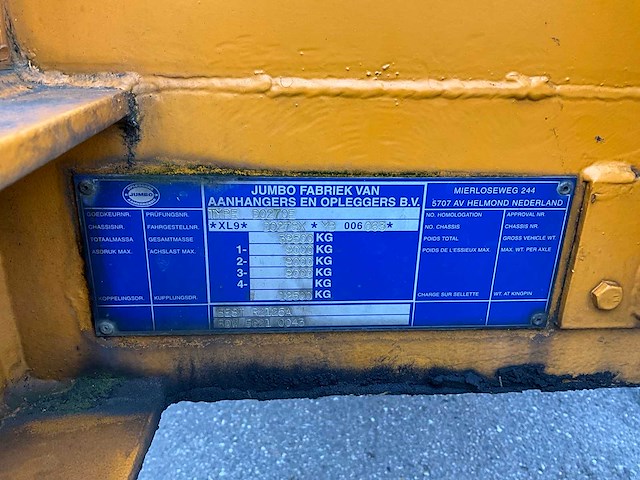 JUMBO
JUMBO FABRIEK VAN
AANHANGERS EN OPLEGGERS B.V.
MIERLOSEWEG 244
5707 AV HELMOND NEDERLAND
GOEDKEURNR. PRÜFUNGSNR.
CHASSISNR. FAHRGESTELLNR.
TOTAALMASSA GESAMTMASSE
ASDRUK MAX. ACHSLAST MAX.
KOPPELINGSDR. KUPPLUNGSDR.
TYPE
*XL9* * 006 *
KG
1- KG
2- KG
3- KG
4-
KG
NO. HOMOLOGATION APPROVAL NR
NO. CHASSIS CHASSIS NR.
POIDS TOTAL GROSS VEHICLE WT.
POIDS DE L'ESSIEUX MAX. MAX. WT. PER AXLE
CHARGE SUR SELLETTE WT. AT KINGPIN